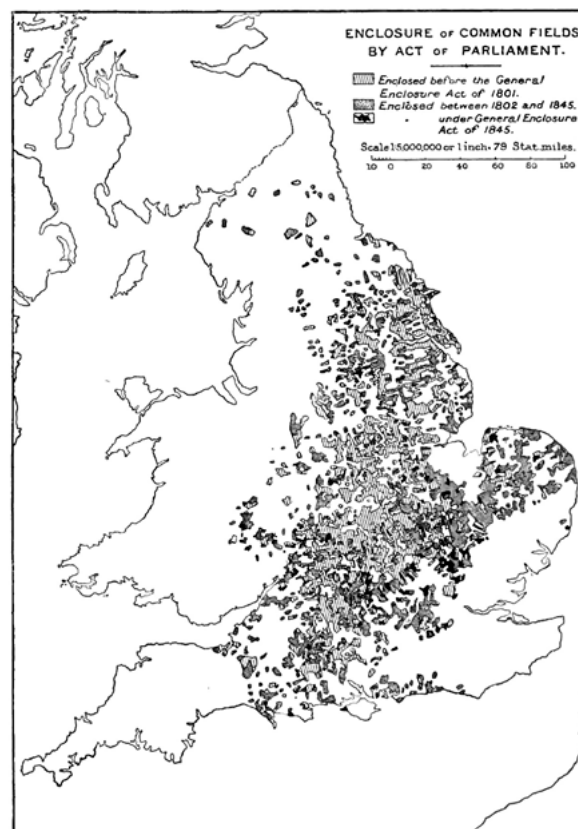 ENCLOSURE OF COMMON FIELDS
BY ACT OF PARLIAMENT.
Enclosed before the General
Enclosure Act of 1801.
Enclosed between 1802 and 1845.
" under General Enclosure
Act of 1845.
Scale 1:5,000,000 or 1 inch = 79 Stat. miles.
10 0 20 40 60 80 100